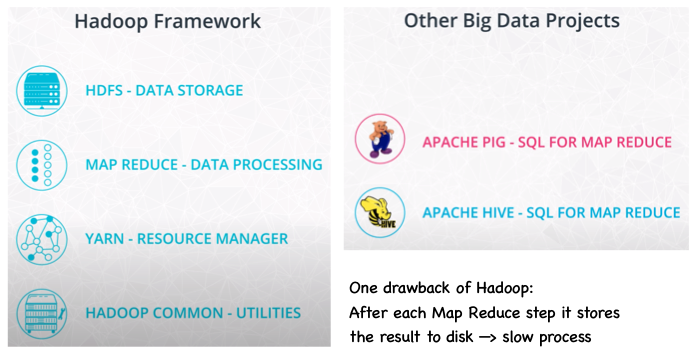 Hadoop Framework
HDFS - DATA STORAGE
MAP REDUCE - DATA PROCESSING
YARN - RESOURCE MANAGER
HADOOP COMMON - UTILITIES
Other Big Data Projects
APACHE PIG - SQL FOR MAP REDUCE
HIVE
APACHE HIVE - SQL FOR MAP REDUCE
One drawback of Hadoop:
After each Map Reduce step it stores
the result to disk —> slow process